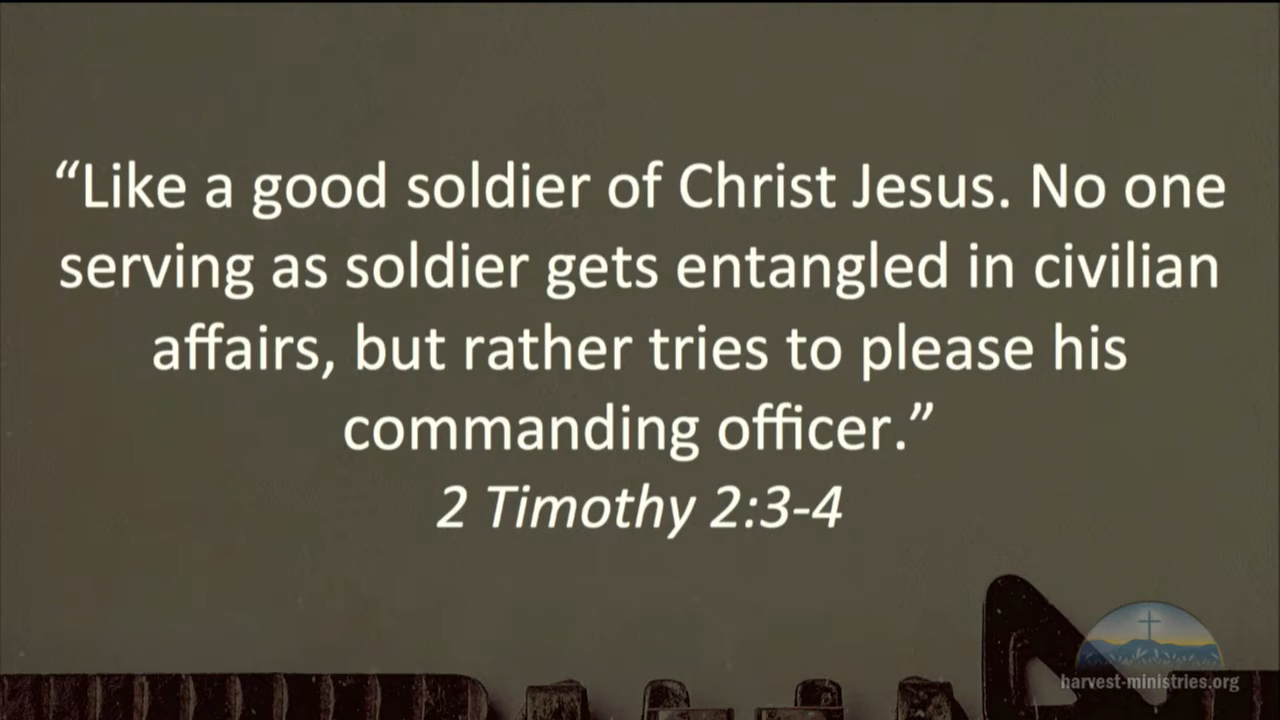 “Like a good soldier of Christ Jesus. No one
serving as soldier gets entangled in civilian
affairs, but rather tries to please his
commanding officer.”
2 Timothy 2:3-4
harvest-ministries.org